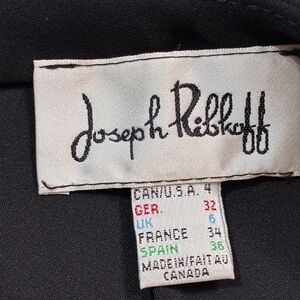 Joseph Ribkoff
CAN/U.S.A. 4
GER. 32
UK 6
FRANCE 34
SPAIN 36
MADE IN/FAIT AU
CANADA